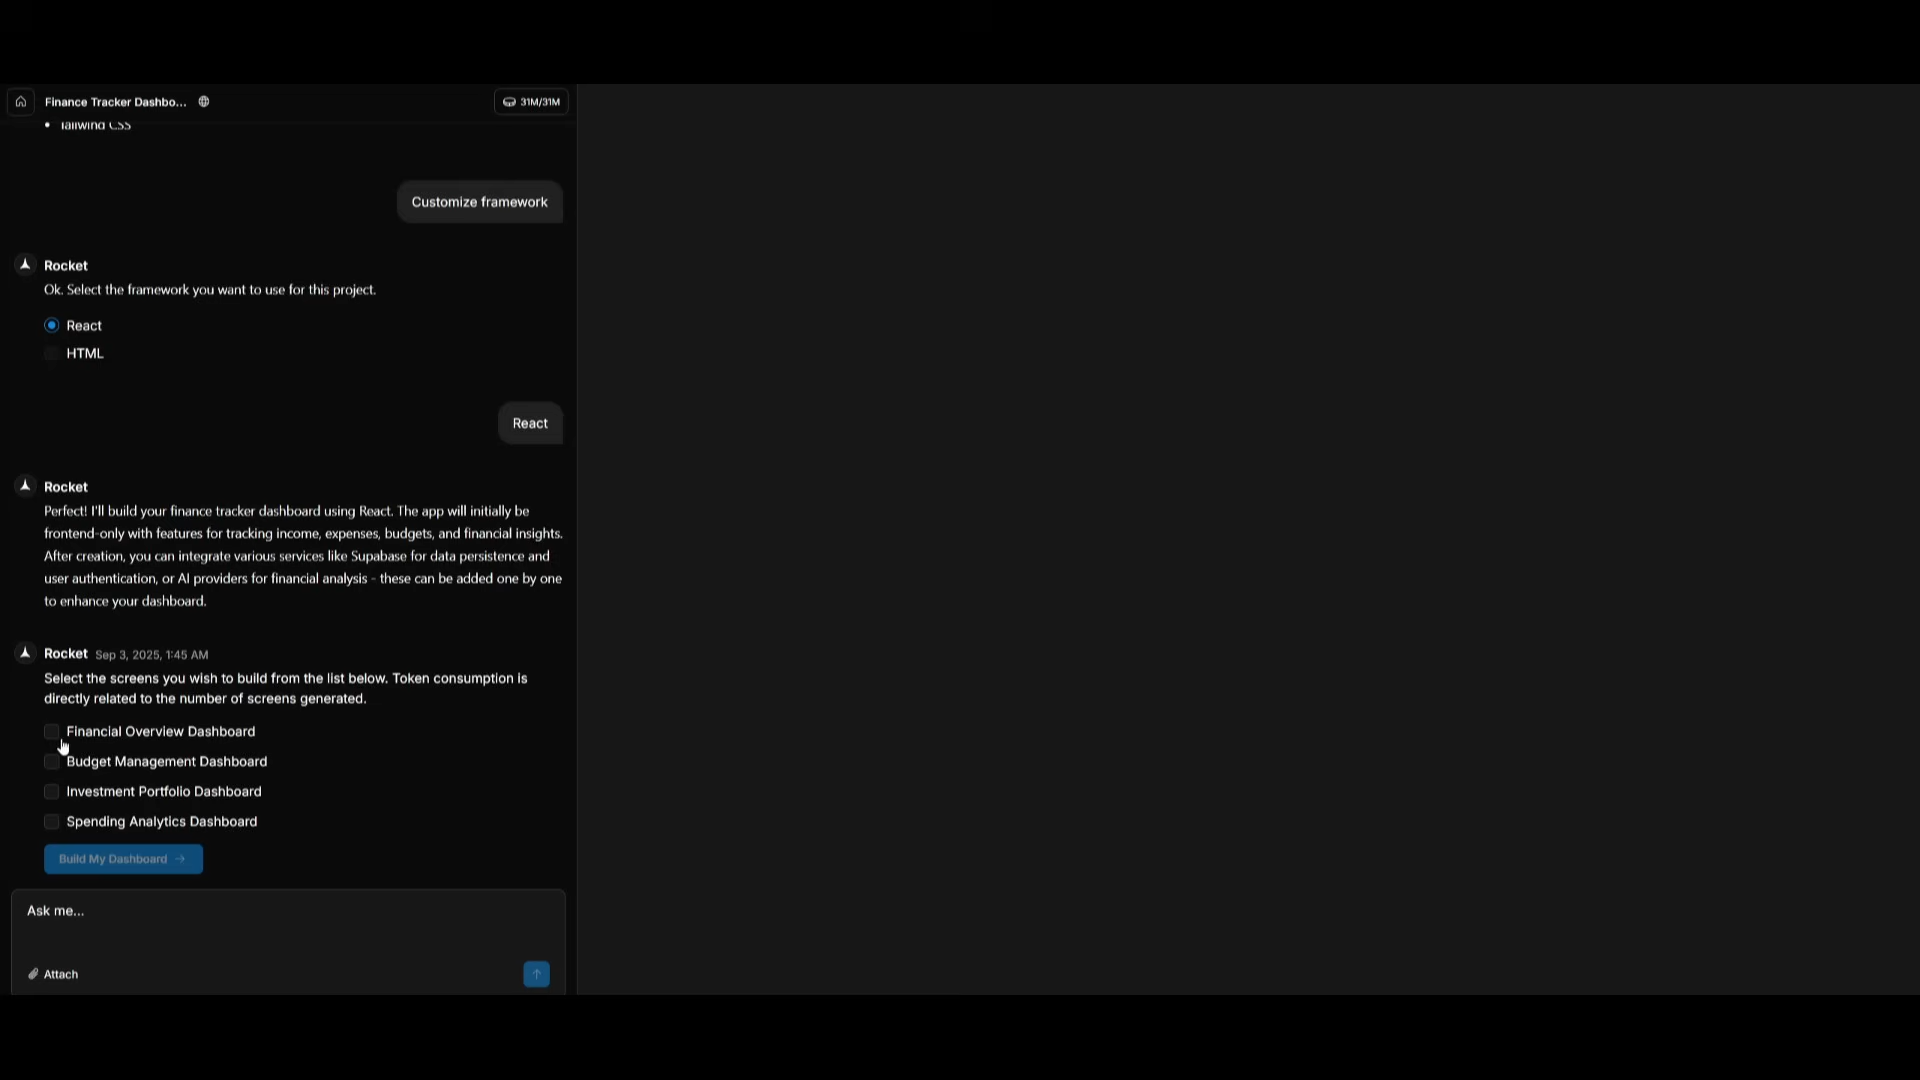 Finance Tracker Dashbo...
31M/31M
Tailwind CSS
Customize framework
Rocket
Ok. Select the framework you want to use for this project.
React
HTML
React
Rocket
Perfect! I'll build your finance tracker dashboard using React. The app will initially be
frontend-only with features for tracking income, expenses, budgets, and financial insights.
After creation, you can integrate various services like Supabase for data persistence and
user authentication, or AI providers for financial analysis - these can be added one by one
to enhance your dashboard.
Rocket Sep 3, 2025, 1:45 AM
Select the screens you wish to build from the list below. Token consumption is
directly related to the number of screens generated.
Financial Overview Dashboard
Budget Management Dashboard
Investment Portfolio Dashboard
Spending Analytics Dashboard
Build My Dashboard →
Ask me...
Attach